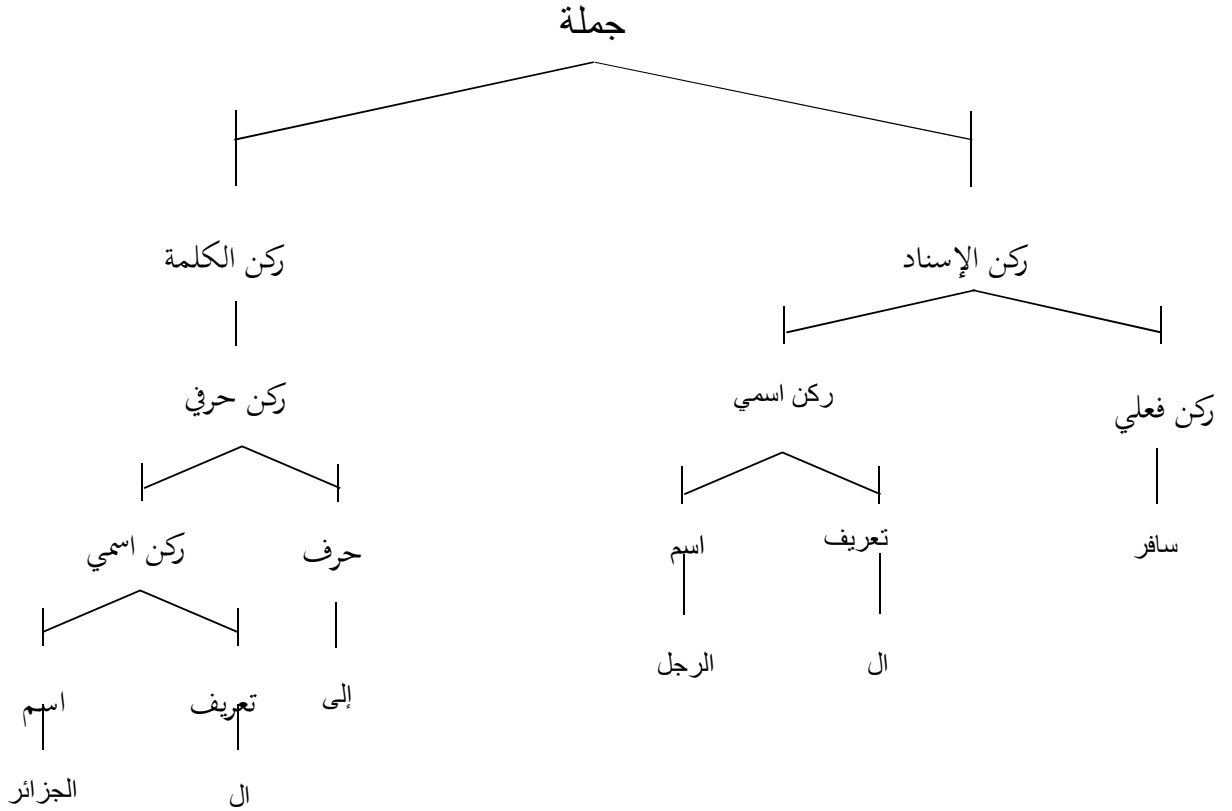 جملة
ركن الإسناد ركن الكلمة
ركن فعلي ركن اسمي ركن حرفي
سافر تعريف اسم حرف ركن اسمي
ال الرجل إلى تعريف اسم
ال الجزائر